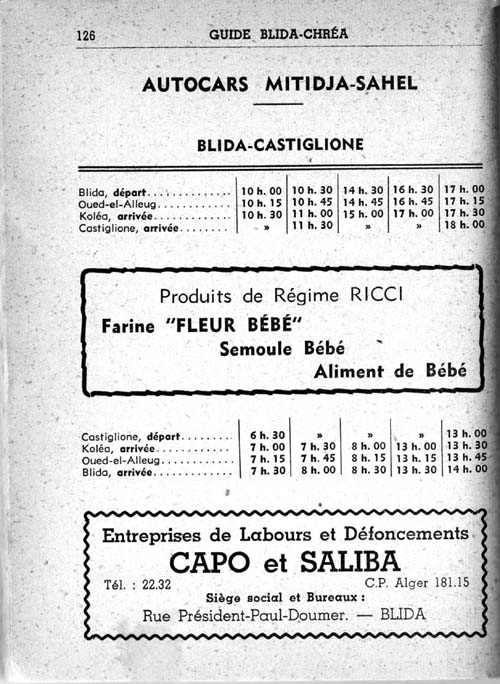 126 GUIDE BLIDA-CHRÉA
AUTOCARS MITIDJA-SAHEL
BLIDA-CASTIGLIONE
Blida, départ............. 10 h. 00 10 h. 30 14 h. 30 16 h. 30 17 h. 00
Oued-el-Alleug............ 10 h. 15 10 h. 45 14 h. 45 16 h. 45 17 h. 15
Koléa, arrivée............ 10 h. 30 11 h. 00 15 h. 00 17 h. 00 17 h. 30
Castiglione, arrivée........ » 11 h. 30 » » 18 h. 00
Produits de Régime RICCI
Farine "FLEUR BÉBÉ"
Semoule Bébé
Aliment de Bébé
Castiglione, départ......... 6 h. 30 » » » 13 h. 00
Koléa, arrivée............. 7 h. 00 7 h. 30 8 h. 00 13 h. 00 13 h. 30
Oued-el-Alleug............ 7 h. 15 7 h. 45 8 h. 15 13 h. 15 13 h. 45
Blida, arrivée.............. 7 h. 30 8 h. 00 8 h. 30 13 h. 30 14 h. 00
Entreprises de Labours et Défoncements
CAPO et SALIBA
Tél. : 22.32 C.P. Alger 181.15
Siège social et Bureaux :
Rue Président-Paul-Doumer. — BLIDA